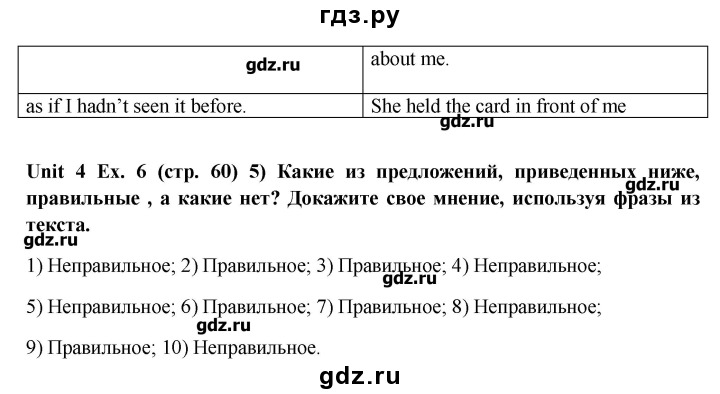 гдз.ру
about me.
gdz.ru
as if I hadn't seen it before.
She held the card in front of me
gdz.ru
Unit 4 Ex. 6 (стр. 60) 5) Какие из предложений, приведенных ниже,
gdz.ru
правильные , а какие нет? Докажите свое мнение, используя фразы из
текста.
gdz.ru
1) Неправильное; 2) Правильное; 3) Правильное; 4) Неправильное;
gdz.ru
5) Неправильное; 6) Правильное; 7) Правильное; 8) Неправильное;
gdz.ru
9) Правильное; 10) Неправильное.
gdz.ru